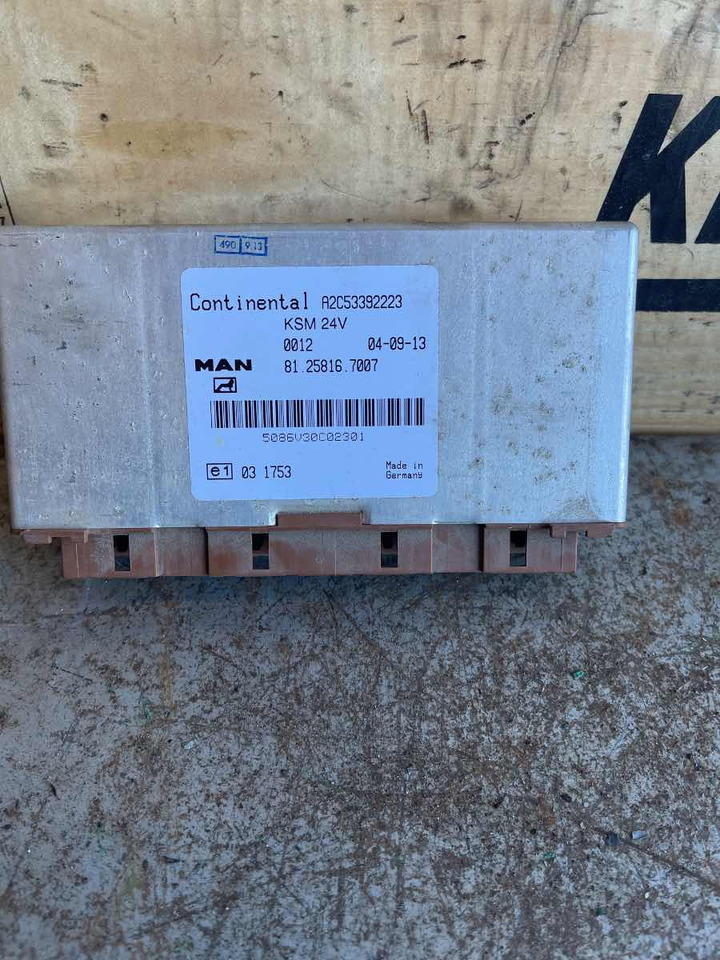 490 9.13
Continental A2C53392223
KSM 24V
0012 04-09-13
MAN 81.25816.7007
5086V30C02301
e1 03 1753
Made in
Germany